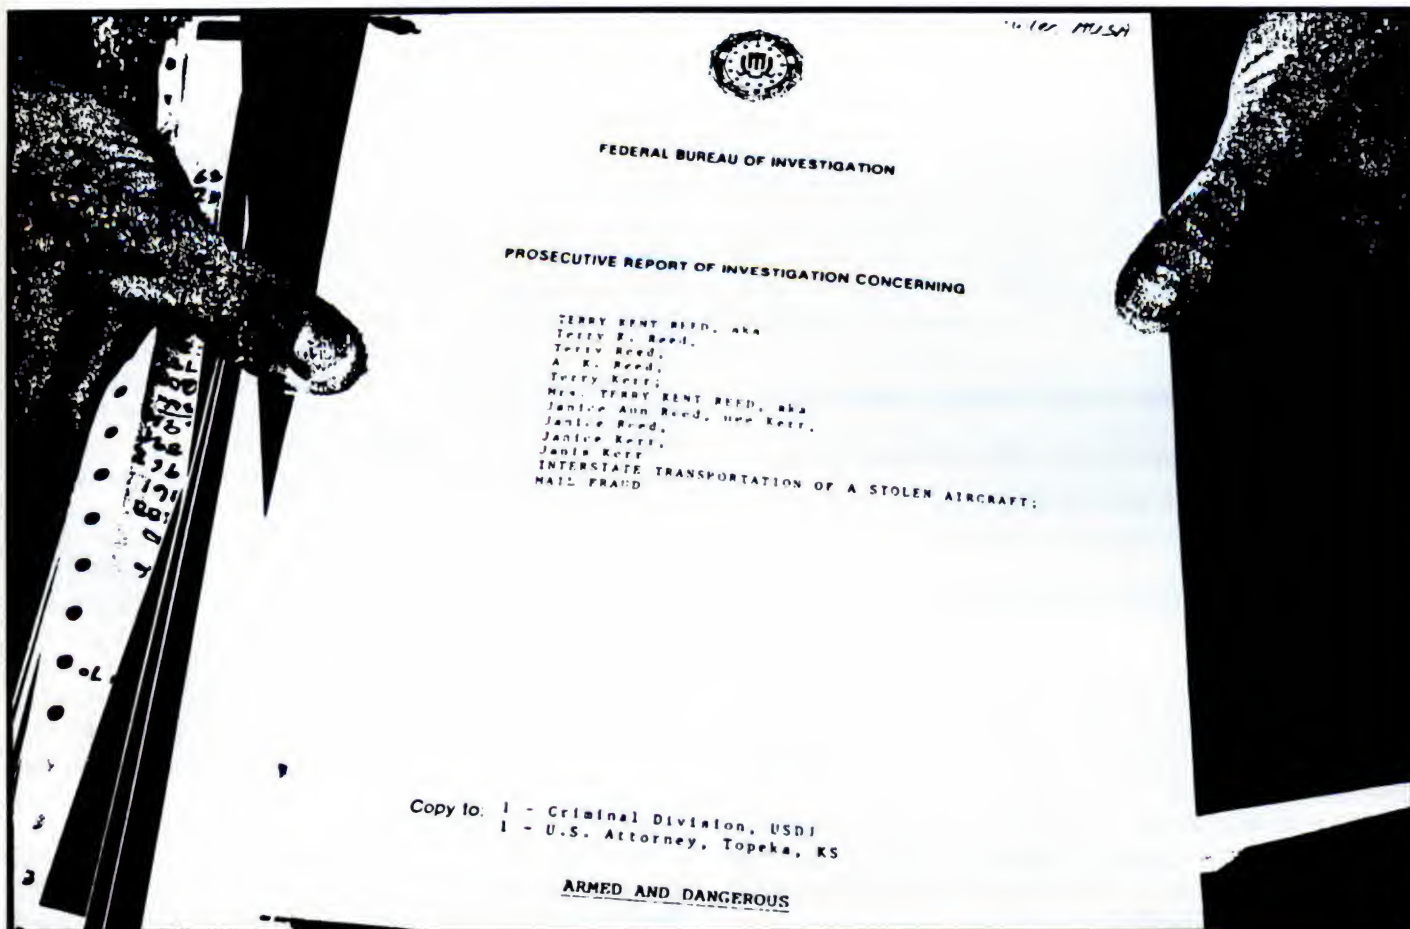 MUSA
FEDERAL BUREAU OF INVESTIGATION
PROSECUTIVE REPORT OF INVESTIGATION CONCERNING
TERRY KENT REED, aka
Terry K. Reed,
Terry Reed,
A. K. Reed,
Terry Kerr;
Mrs. TERRY KENT REED, aka
Janice Ann Reed, nee Kerr,
Janice Reed,
Janice Kerr,
Janis Kerr
INTERSTATE TRANSPORTATION OF A STOLEN AIRCRAFT;
MAIL FRAUD
Copy to: 1 - Criminal Division, USDJ
1 - U.S. Attorney, Topeka, KS
ARMED AND DANGEROUS